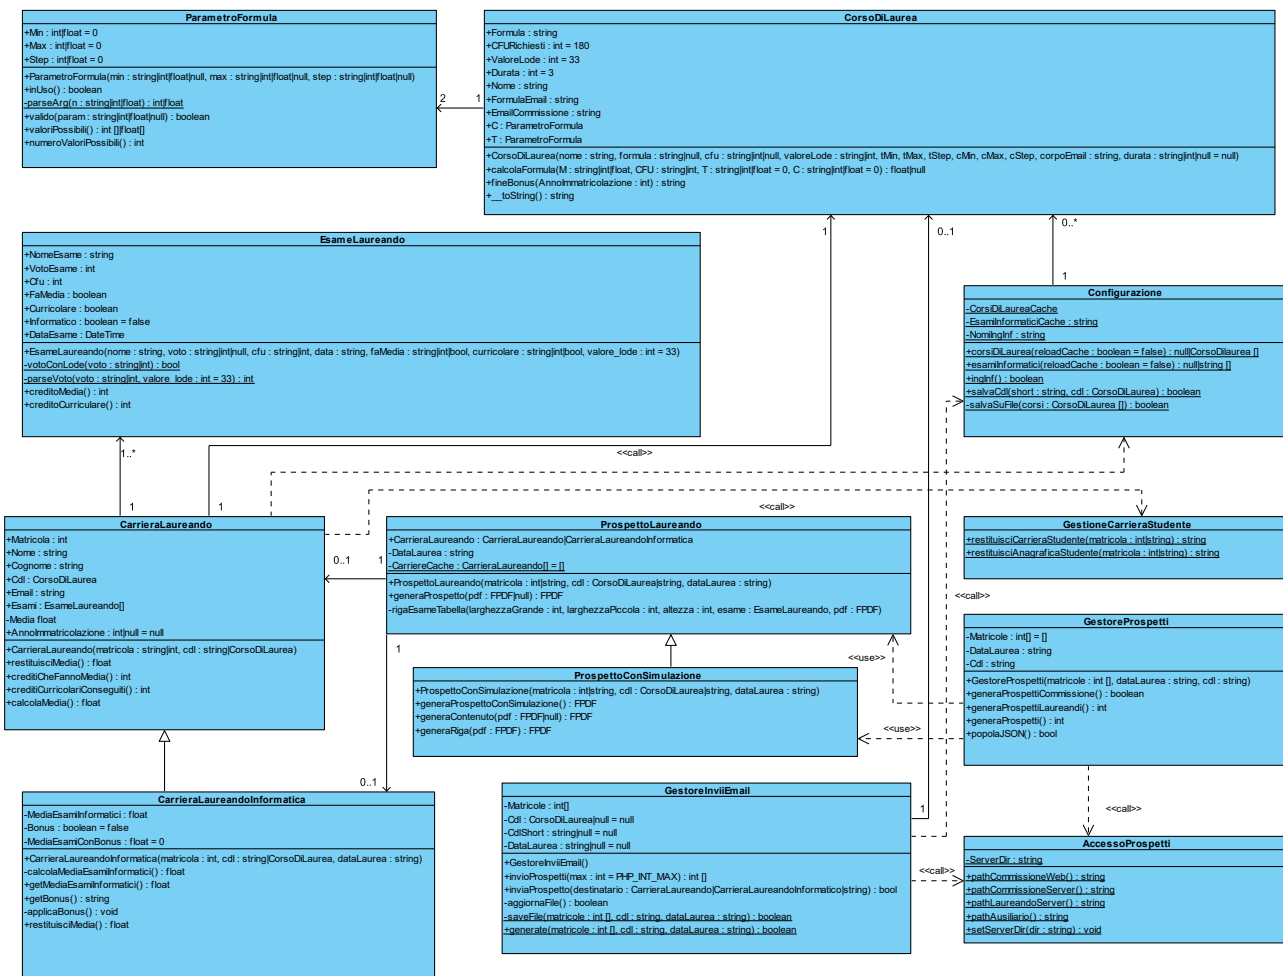 ParametroFormula
+Min : int|float = 0
+Max : int|float = 0
+Step : int|float = 0
+ParametroFormula(min : string|int|float|null, max : string|int|float|null, step : string|int|float|null)
+inUso() : boolean
-parseArg(n : string|int|float) : int|float
+valido(param : string|int|float|null) : boolean
+valoriPossibili() : int []|float[]
+numeroValoriPossibili() : int
2
1
CorsoDiLaurea
+Formula : string
+CFURichiesti : int = 180
+ValoreLode : int = 33
+Durata : int = 3
+Nome : string
+FormulaEmail : string
+EmailCommissione : string
+C : ParametroFormula
+T : ParametroFormula
+CorsoDiLaurea(nome : string, formula : string|null, cfu : string|int|null, valoreLode : string|int, tMin, tMax, tStep, cMin, cMax, cStep, corpoEmail : string, durata : string|int|null = null)
+calcolaFormula(M : string|int|float, CFU : string|int, T : string|int|float = 0, C : string|int|float = 0) : float|null
+fineBonus(AnnoImmatricolazione : int) : string
+__toString() : string
1
0..1
0..*
1
EsameLaureando
+NomeEsame : string
+VotoEsame : int
+Cfu : int
+FaMedia : boolean
+Curricolare : boolean
+Informatico : boolean = false
+DataEsame : DateTime
+EsameLaureando(nome : string, voto : string|int|null, cfu : string|int, data : string, faMedia : string|int|bool, curricolare : string|int|bool, valore_lode : int = 33)
-votoConLode(voto : string|int) : bool
-parseVoto(voto : string|int, valore_lode : int = 33) : int
+creditoMedia() : int
+creditoCurriculare() : int
Configurazione
-CorsiDiLaureaCache
-EsamiInformaticiCache : string
-NomiIngInf : string
+corsiDiLaurea(reloadCache : boolean = false) : null|CorsoDilaurea []
+esamiInformatici(reloadCache : boolean = false) : null|string []
+ingInf() : boolean
+salvaCdl(short : string, cdl : CorsoDiLaurea) : boolean
-salvaSuFile(corsi : CorsoDiLaurea []) : boolean
1..*
1
1
<<call>>
<<call>>
CarrieraLaureando
+Matricola : int
+Nome : string
+Cognome : string
+Cdl : CorsoDiLaurea
+Email : string
+Esami : EsameLaureando[]
-Media float
+AnnoImmatricolazione : int|null = null
+CarrieraLaureando(matricola : string|int, cdl : string|CorsoDiLaurea)
+restituisciMedia() : float
+creditiCheFannoMedia() : int
+creditiCurricolariConseguiti() : int
+calcolaMedia() : float
0..1
1
ProspettoLaureando
+CarrieraLaureando : CarrieraLaureando|CarrieraLaureandoInformatica
-DataLaurea : string
-CarriereCache : CarrieraLaureando[] = []
+ProspettoLaureando(matricola : int|string, cdl : CorsoDiLaurea|string, dataLaurea : string)
+generaProspetto(pdf : FPDF|null) : FPDF
-rigaEsameTabella(larghezzaGrande : int, larghezzaPiccola : int, altezza : int, esame : EsameLaureando, pdf : FPDF)
GestioneCarrieraStudente
+restituisciCarrieraStudente(matricola : int|string) : string
+restituisciAnagraficaStudente(matricola : int|string) : string
<<call>>
1
<<use>>
<<use>>
ProspettoConSimulazione
+ProspettoConSimulazione(matricola : int|string, cdl : CorsoDiLaurea|string, dataLaurea : string)
+generaProspettoConSimulazione() : FPDF
+generaContenuto(pdf : FPDF|null) : FPDF
+generaRiga(pdf : FPDF) : FPDF
GestoreProspetti
-Matricole : int[] = []
-DataLaurea : string
-Cdl : string
+GestoreProspetti(matricole : int [], dataLaurea : string, cdl : string)
+generaProspettiCommissione() : boolean
+generaProspettiLaureandi() : int
+generaProspetti() : int
+popolaJSON() : bool
0..1
CarrieraLaureandoInformatica
-MediaEsamiInformatici : float
-Bonus : boolean = false
-MediaEsamiConBonus : float = 0
+CarrieraLaureandoInformatica(matricola : int, cdl : string|CorsoDiLaurea, dataLaurea : string)
-calcolaMediaEsamiInformatici() : float
+getMediaEsamiInformatici() : float
+getBonus() : string
-applicaBonus() : void
+restituisciMedia() : float
GestoreInviiEmail
-Matricole : int[]
-Cdl : CorsoDiLaurea|null = null
-CdlShort : string|null = null
-DataLaurea : string|null = null
+GestoreInviiEmail()
+invioProspetti(max : int = PHP_INT_MAX) : int []
+inviaProspetto(destinatario : CarrieraLaureando|CarrieraLaureandoInformatico|string) : bool
-aggiornaFile() : boolean
-saveFile(matricole : int [], cdl : string, dataLaurea : string) : boolean
+generate(matricole : int [], cdl : string, dataLaurea : string) : boolean
1
<<call>>
<<call>>
AccessoProspetti
-ServerDir : string
+pathCommissioneWeb() : string
+pathCommissioneServer() : string
+pathLaureandoServer() : string
+pathAusiliario() : string
+setServerDir(dir : string) : void